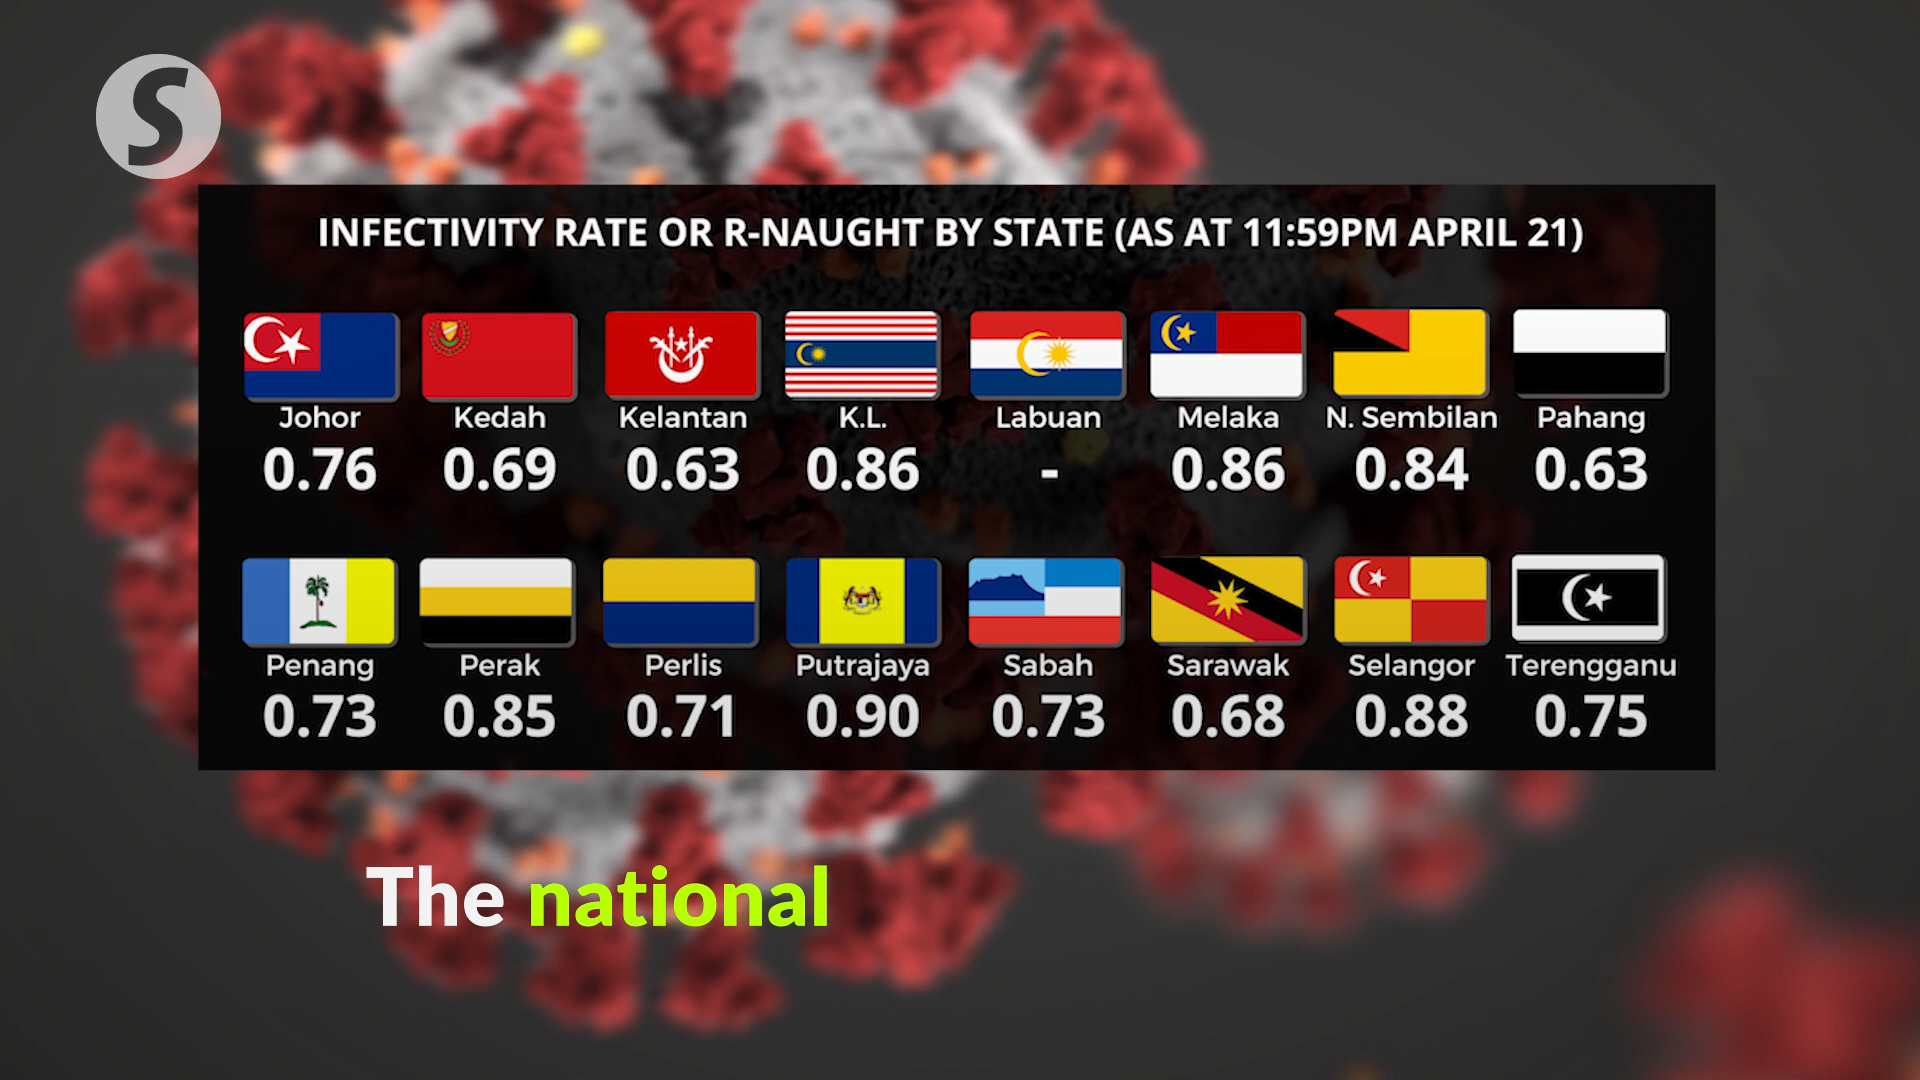 S
INFECTIVITY RATE OR R-NAUGHT BY STATE (AS AT 11:59PM APRIL 21)
Johor Kedah Kelantan K.L. Labuan Melaka N. Sembilan Pahang
0.76 0.69 0.63 0.86 - 0.86 0.84 0.63
Penang Perak Perlis Putrajaya Sabah Sarawak Selangor Terengganu
0.73 0.85 0.71 0.90 0.73 0.68 0.88 0.75
The national